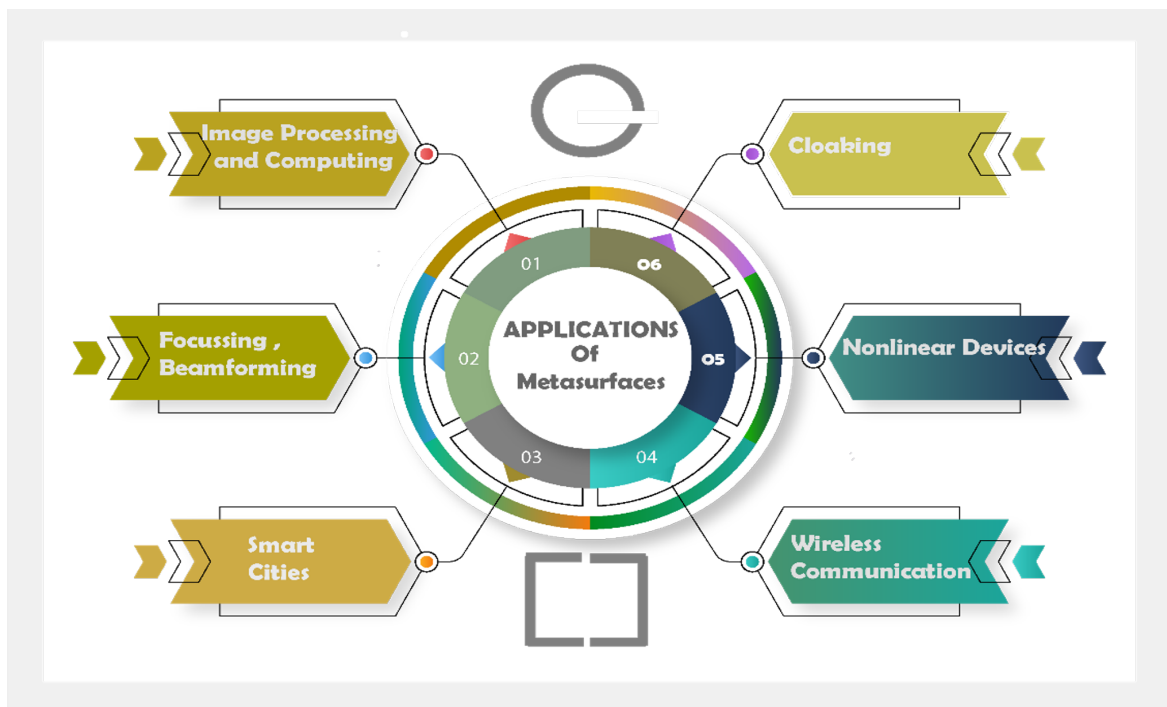 Image Processing
and Computing
Cloaking
01
06
APPLICATIONS
Of
Metasurfaces
02
05
Focussing ,
Beamforming
Nonlinear Devices
03
04
Smart
Cities
Wireless
Communication